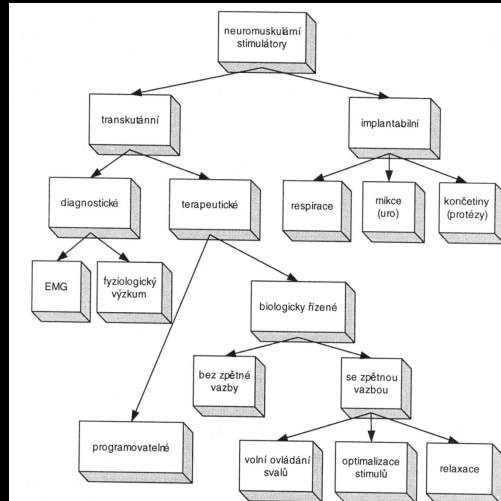 neuromuskulární
stimulátory
transkutánní
implantabilní
diagnostické
terapeutické
respirace
mikce
(uro)
končetiny
(protézy)
EMG
fyziologický
výzkum
biologicky řízené
bez zpětné
vazby
se zpětnou
vazbou
programovatelné
volní ovládání
svalů
optimalizace
stimulů
relaxace